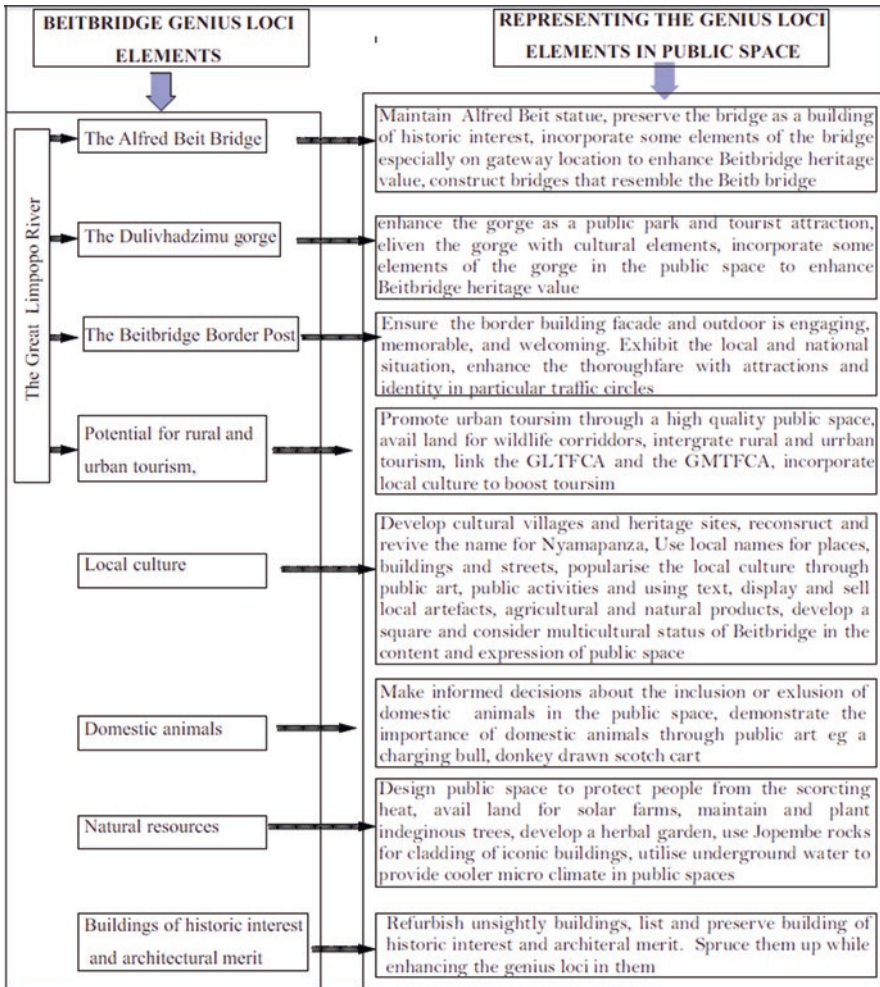 BEITBRIDGE GENIUS LOCI
ELEMENTS
REPRESENTING THE GENIUS LOCI
ELEMENTS IN PUBLIC SPACE
The Great Limpopo River
The Alfred Beit Bridge
Maintain Alfred Beit statue, preserve the bridge as a building
of historic interest, incorporate some elements of the bridge
especially on gateway location to enhance Beitbridge heritage
value, construct bridges that resemble the Beitb bridge
The Dulivhadzimu gorge
enhance the gorge as a public park and tourist attraction,
eliven the gorge with cultural elements, incorporate some
elements of the gorge in the public space to enhance
Beitbridge heritage value
The Beitbridge Border Post
Ensure the border building facade and outdoor is engaging,
memorable, and welcoming. Exhibit the local and national
situation, enhance the thoroughfare with attractions and
identity in particular traffic circles
Potential for rural and
urban tourism,
Promote urban toursim through a high quality public space,
avail land for wildlife corriddors, intergrate rural and urrban
tourism, link the GLTFCA and the GMTFCA, incorporate
local culture to boost toursim
Local culture
Develop cultural villages and heritage sites, reconsruct and
revive the name for Nyamapanza, Use local names for places,
buildings and streets, popularise the local culture through
public art, public activities and using text, display and sell
local artefacts, agricultural and natural products, develop a
square and consider multicultural status of Beitbridge in the
content and expression of public space
Domestic animals
Make informed decisions about the inclusion or exlusion of
domestic animals in the public space, demonstrate the
importance of domestic animals through public art eg a
charging bull, donkey drawn scotch cart
Natural resources
Design public space to protect people from the scorcting
heat, avail land for solar farms, maintain and plant
indeginous trees, develop a herbal garden, use Jopembe rocks
for cladding of iconic buildings, utilise underground water to
provide cooler micro climate in public spaces
Buildings of historic interest
and architectural merit
Refurbish unsightly buildings, list and preserve building of
historic interest and architeral merit. Spruce them up while
enhancing the genius loci in them